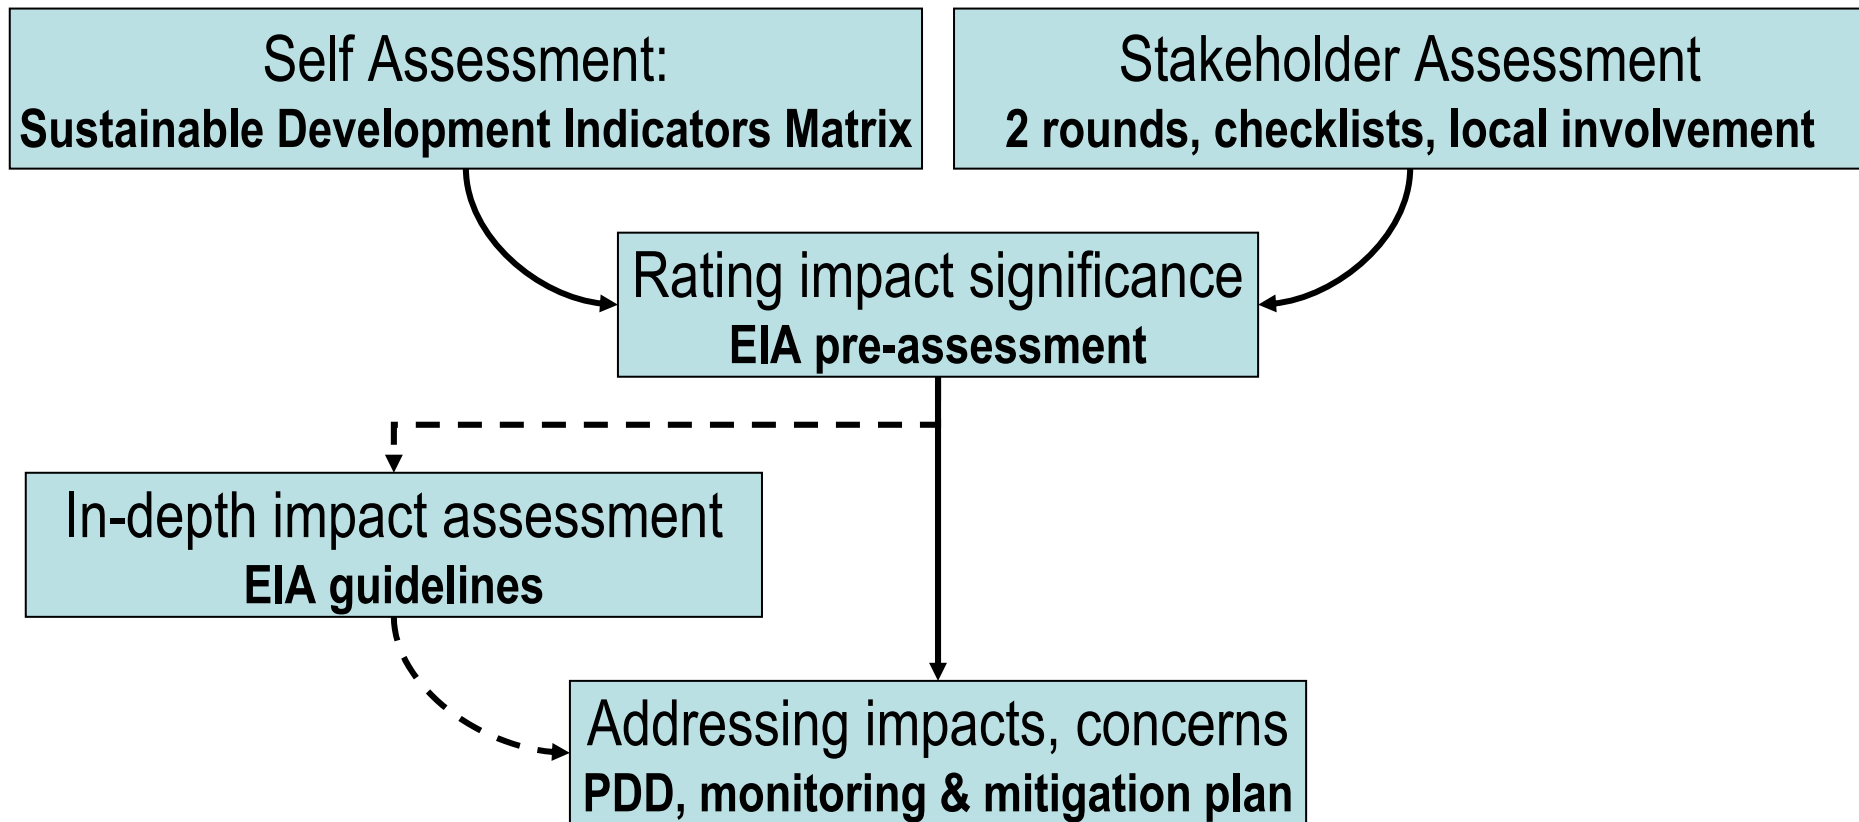 Self Assessment:
Sustainable Development Indicators Matrix
Stakeholder Assessment
2 rounds, checklists, local involvement
Rating impact significance
EIA pre-assessment
In-depth impact assessment
EIA guidelines
Addressing impacts, concerns
PDD, monitoring & mitigation plan